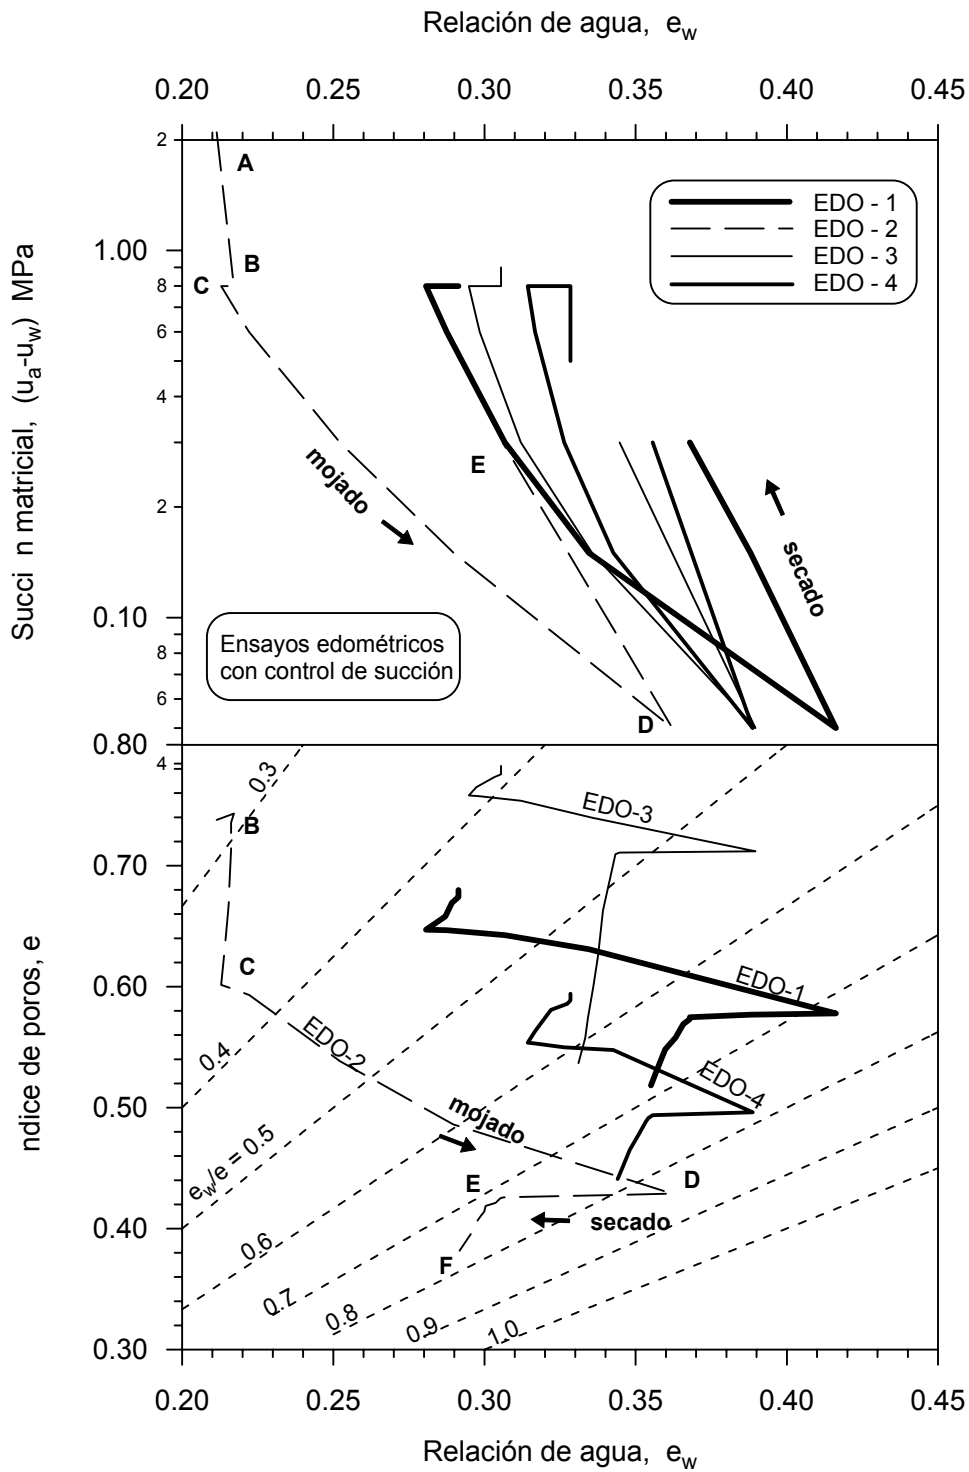 Relación de agua, e_w
0.20 0.25 0.30 0.35 0.40 0.45
2
A
EDO - 1
EDO - 2
EDO - 3
EDO - 4
1.00
B
C
8
6
4
E
mojado
2
secado
Succi n matricial, (u_a-u_w) MPa
0.10
8
6
Ensayos edométricos
con control de succión
D
0.80
4
0.3
B
EDO-3
0.70
C
0.60
EDO-1
EDO-2
0.4
EDO-4
0.50
mojado
e_w/e = 0.5
E
D
secado
0.40
F
0.6
0.7
0.8
0.9
1.0
0.30
ndice de poros, e
0.20 0.25 0.30 0.35 0.40 0.45
Relación de agua, e_w